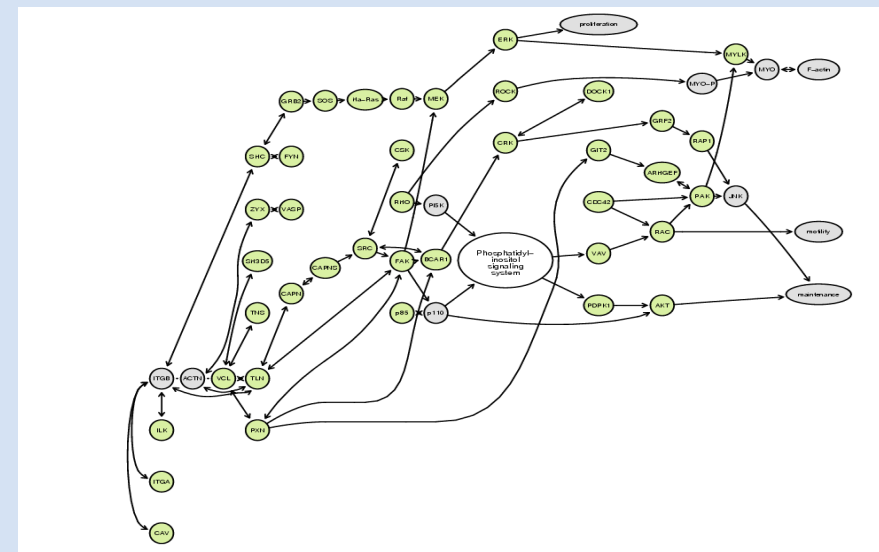 proliferation
ERK
MYLK
MYO
F-actin
MYO-P
GRB2
SOS
Ha-Ras
Raf
MEK
ROCK
DOCK1
GRF2
CRK
RAP1
SHC
FYN
CSK
GIT2
ARHGEF
ZYX
VASP
RHO
PI5K
CDC42
PAK
JNK
RAC
motility
SRC
SH3D5
CAPNS
FAK
BCAR1
Phosphatidyl-
inositol
signaling
system
VAV
CAPN
TNS
p85
p110
PDPK1
AKT
maintenance
ITGB
ACTN
VCL
TLN
ILK
PXN
ITGA
CAV